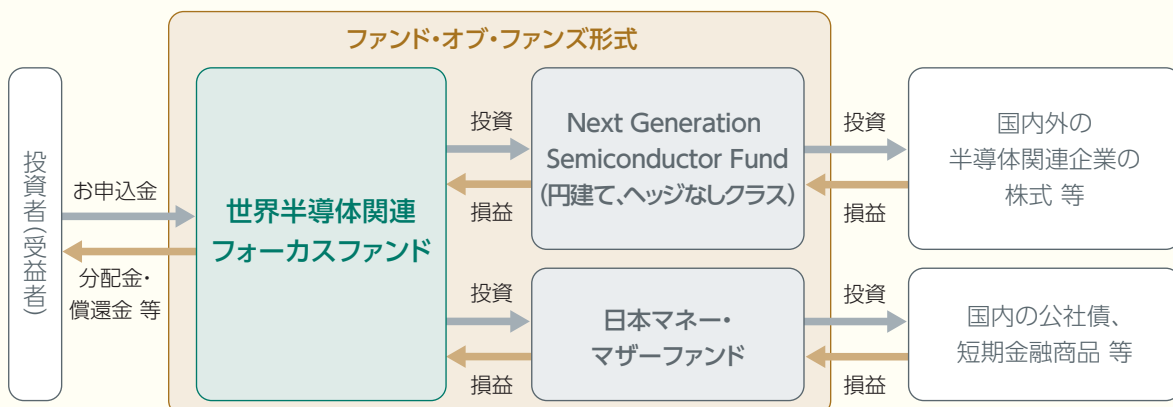 ファンド・オブ・ファンズ形式
投資者(受益者)
お申込金
分配金・
償還金 等
世界半導体関連
フォーカスファンド
投資
損益
Next Generation
Semiconductor Fund
(円建て、ヘッジなしクラス)
投資
損益
国内外の
半導体関連企業の
株式 等
投資
損益
日本マネー・
マザーファンド
投資
損益
国内の公社債、
短期金融商品 等